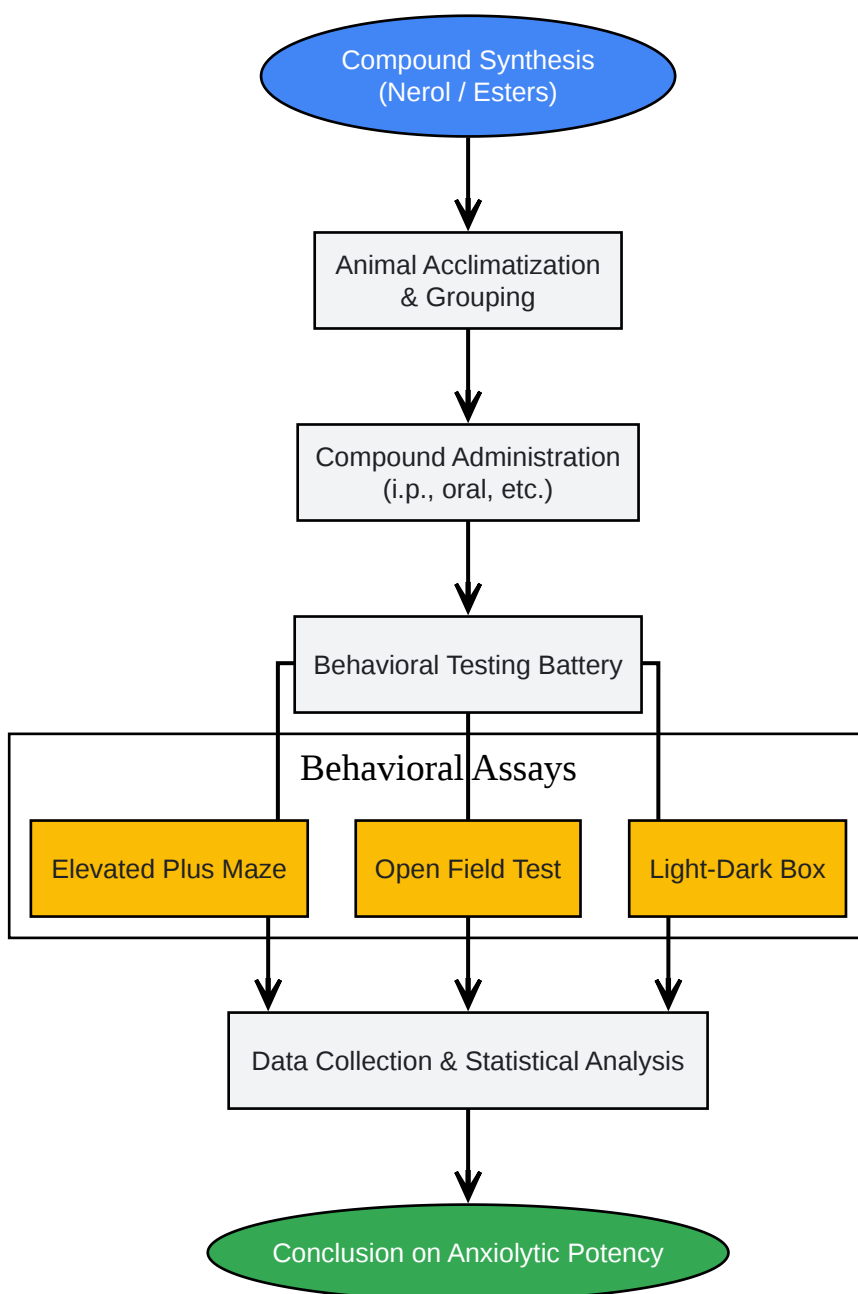 Compound Synthesis
(Nerol / Esters)
Animal Acclimatization
& Grouping
Compound Administration
(i.p., oral, etc.)
Behavioral Testing Battery
Behavioral Assays
Elevated Plus Maze
Open Field Test
Light-Dark Box
Data Collection & Statistical Analysis
Conclusion on Anxiolytic Potency